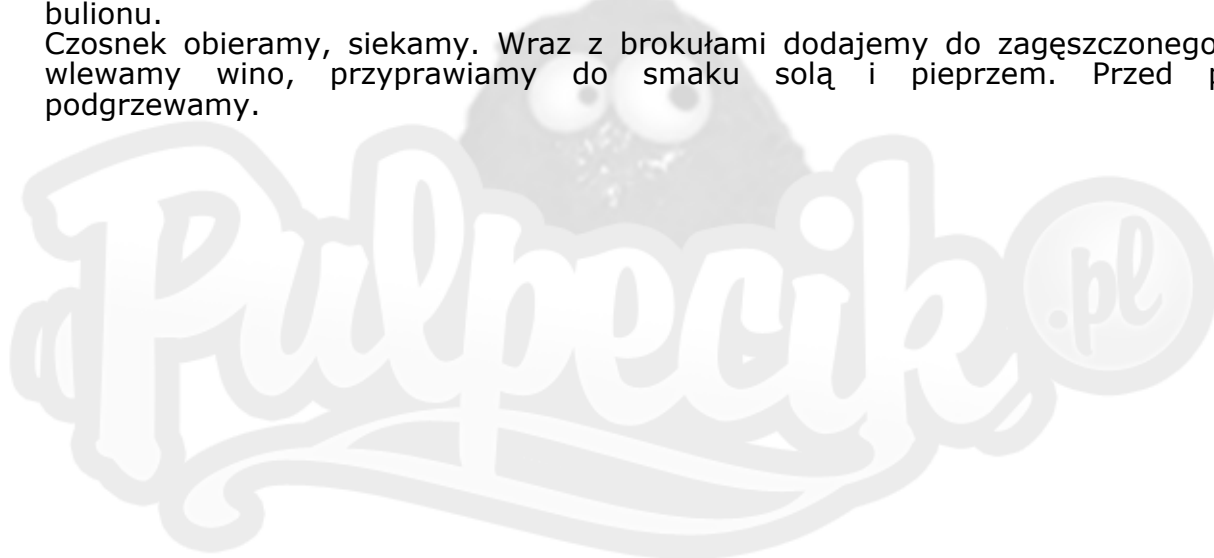 bulionu.
Czosnek obieramy, siekamy. Wraz z brokułami dodajemy do zagęszczonego
wlewamy wino, przyprawiamy do smaku solą i pieprzem. Przed
podgrzewamy.
Pulpecik .pl